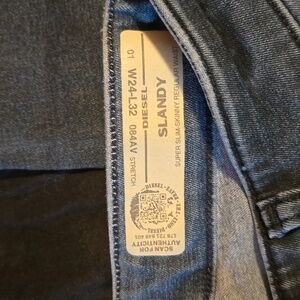 DIESEL
SLANDY
SUPER SLIM-SKINNY REGULAR WAIST
01 W24-L32 084AV STRETCH
SCAN FOR
AUTHENTICITY